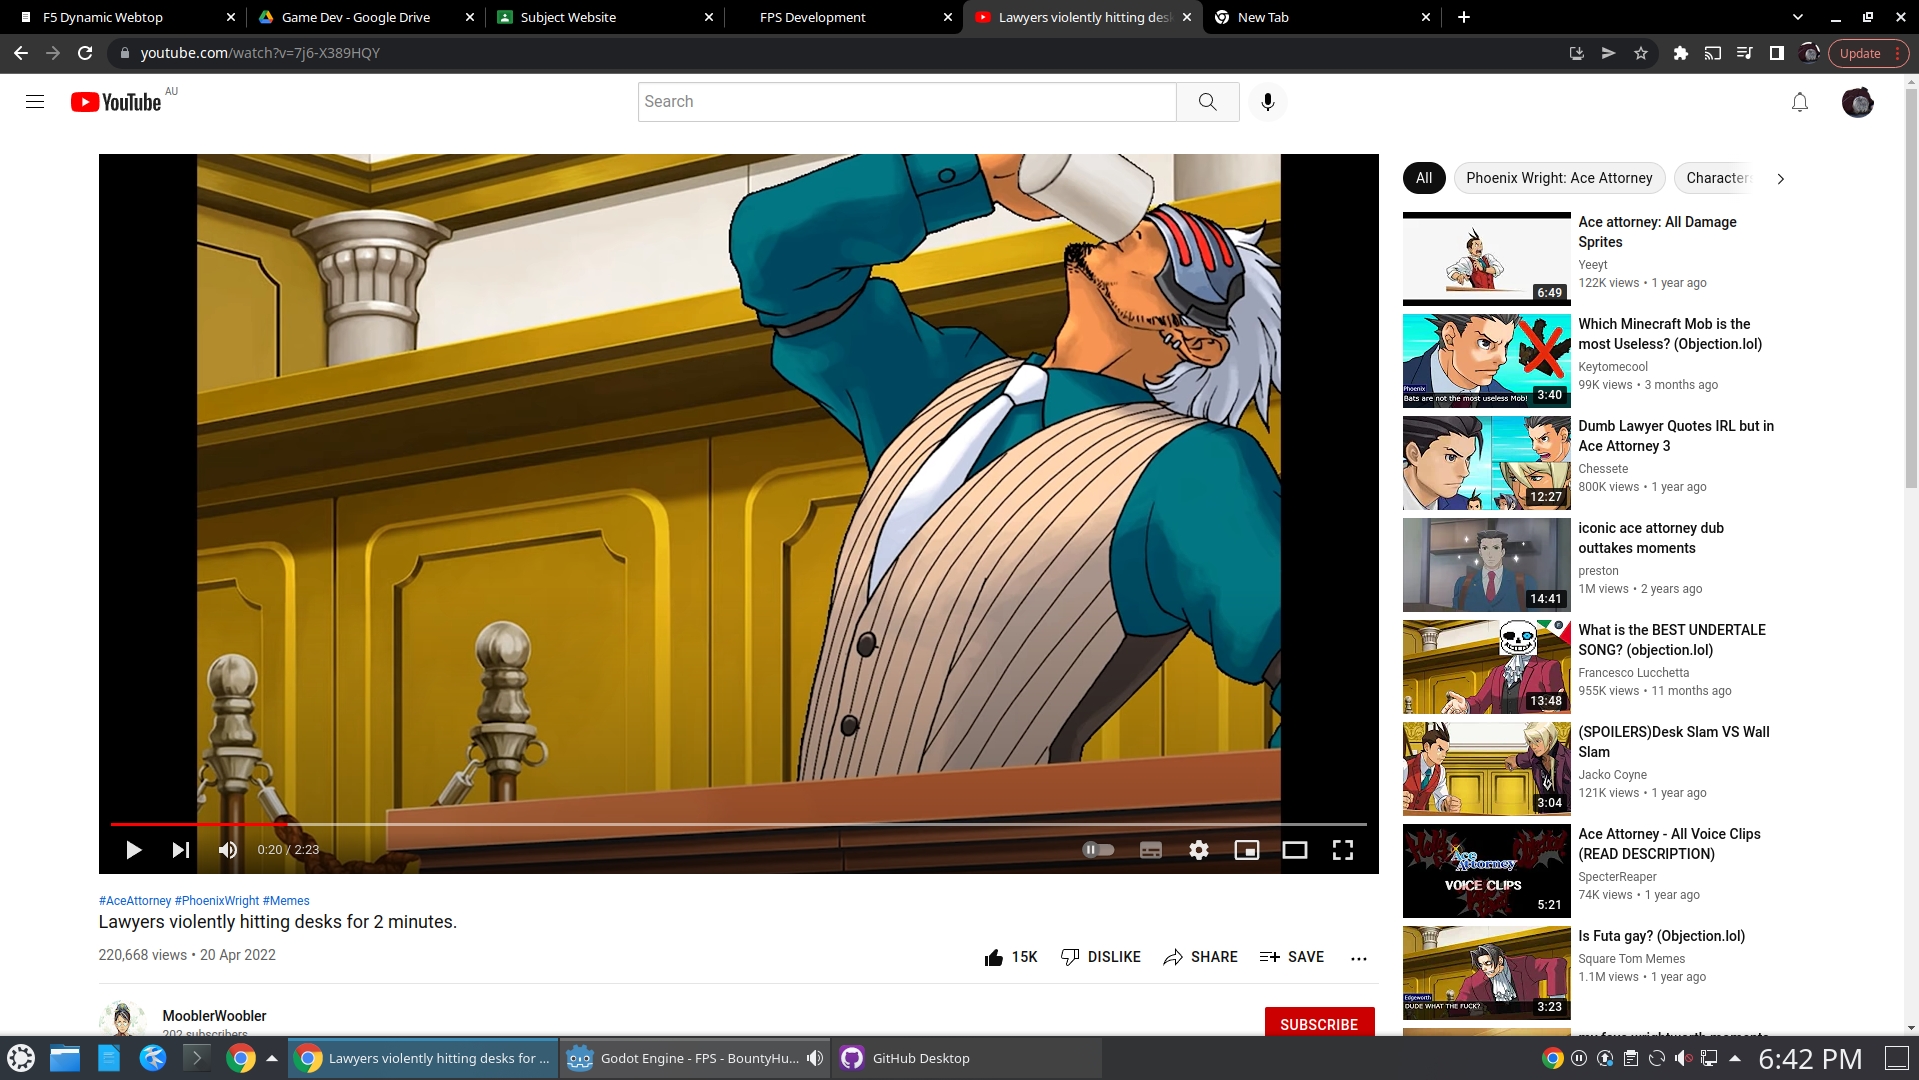 F5 Dynamic Webtop
Game Dev - Google Drive
Subject Website
FPS Development
Lawyers violently hitting des
New Tab
youtube.com/watch?v=7j6-X389HQY
Update
YouTube AU
Search
All
Phoenix Wright: Ace Attorney
Character
Ace attorney: All Damage
Sprites
Yeeyt
122K views • 1 year ago
6:49
Which Minecraft Mob is the
most Useless? (Objection.lol)
Keytomecool
99K views • 3 months ago
Phoenix
Bats are not the most useless Mob!
3:40
Dumb Lawyer Quotes IRL but in
Ace Attorney 3
Chessete
800K views • 1 year ago
12:27
iconic ace attorney dub
outtakes moments
preston
1M views • 2 years ago
14:41
What is the BEST UNDERTALE
SONG? (objection.lol)
Francesco Lucchetta
955K views • 11 months ago
13:48
(SPOILERS)Desk Slam VS Wall
Slam
Jacko Coyne
121K views • 1 year ago
3:04
Ace Attorney - All Voice Clips
(READ DESCRIPTION)
SpecterReaper
74K views • 1 year ago
Ace
Attorney
VOICE CLIPS
5:21
Is Futa gay? (Objection.lol)
Square Tom Memes
1.1M views • 1 year ago
Edgeworth
DUDE WHAT THE FUCK?
3:23
my fave wrightworth moments
0:20 / 2:23
#AceAttorney #PhoenixWright #Memes
Lawyers violently hitting desks for 2 minutes.
220,668 views • 20 Apr 2022
15K
DISLIKE
SHARE
SAVE
MooblerWoobler
202 subscribers
SUBSCRIBE
Lawyers violently hitting desks for ...
Godot Engine - FPS - BountyHu...
GitHub Desktop
6:42 PM